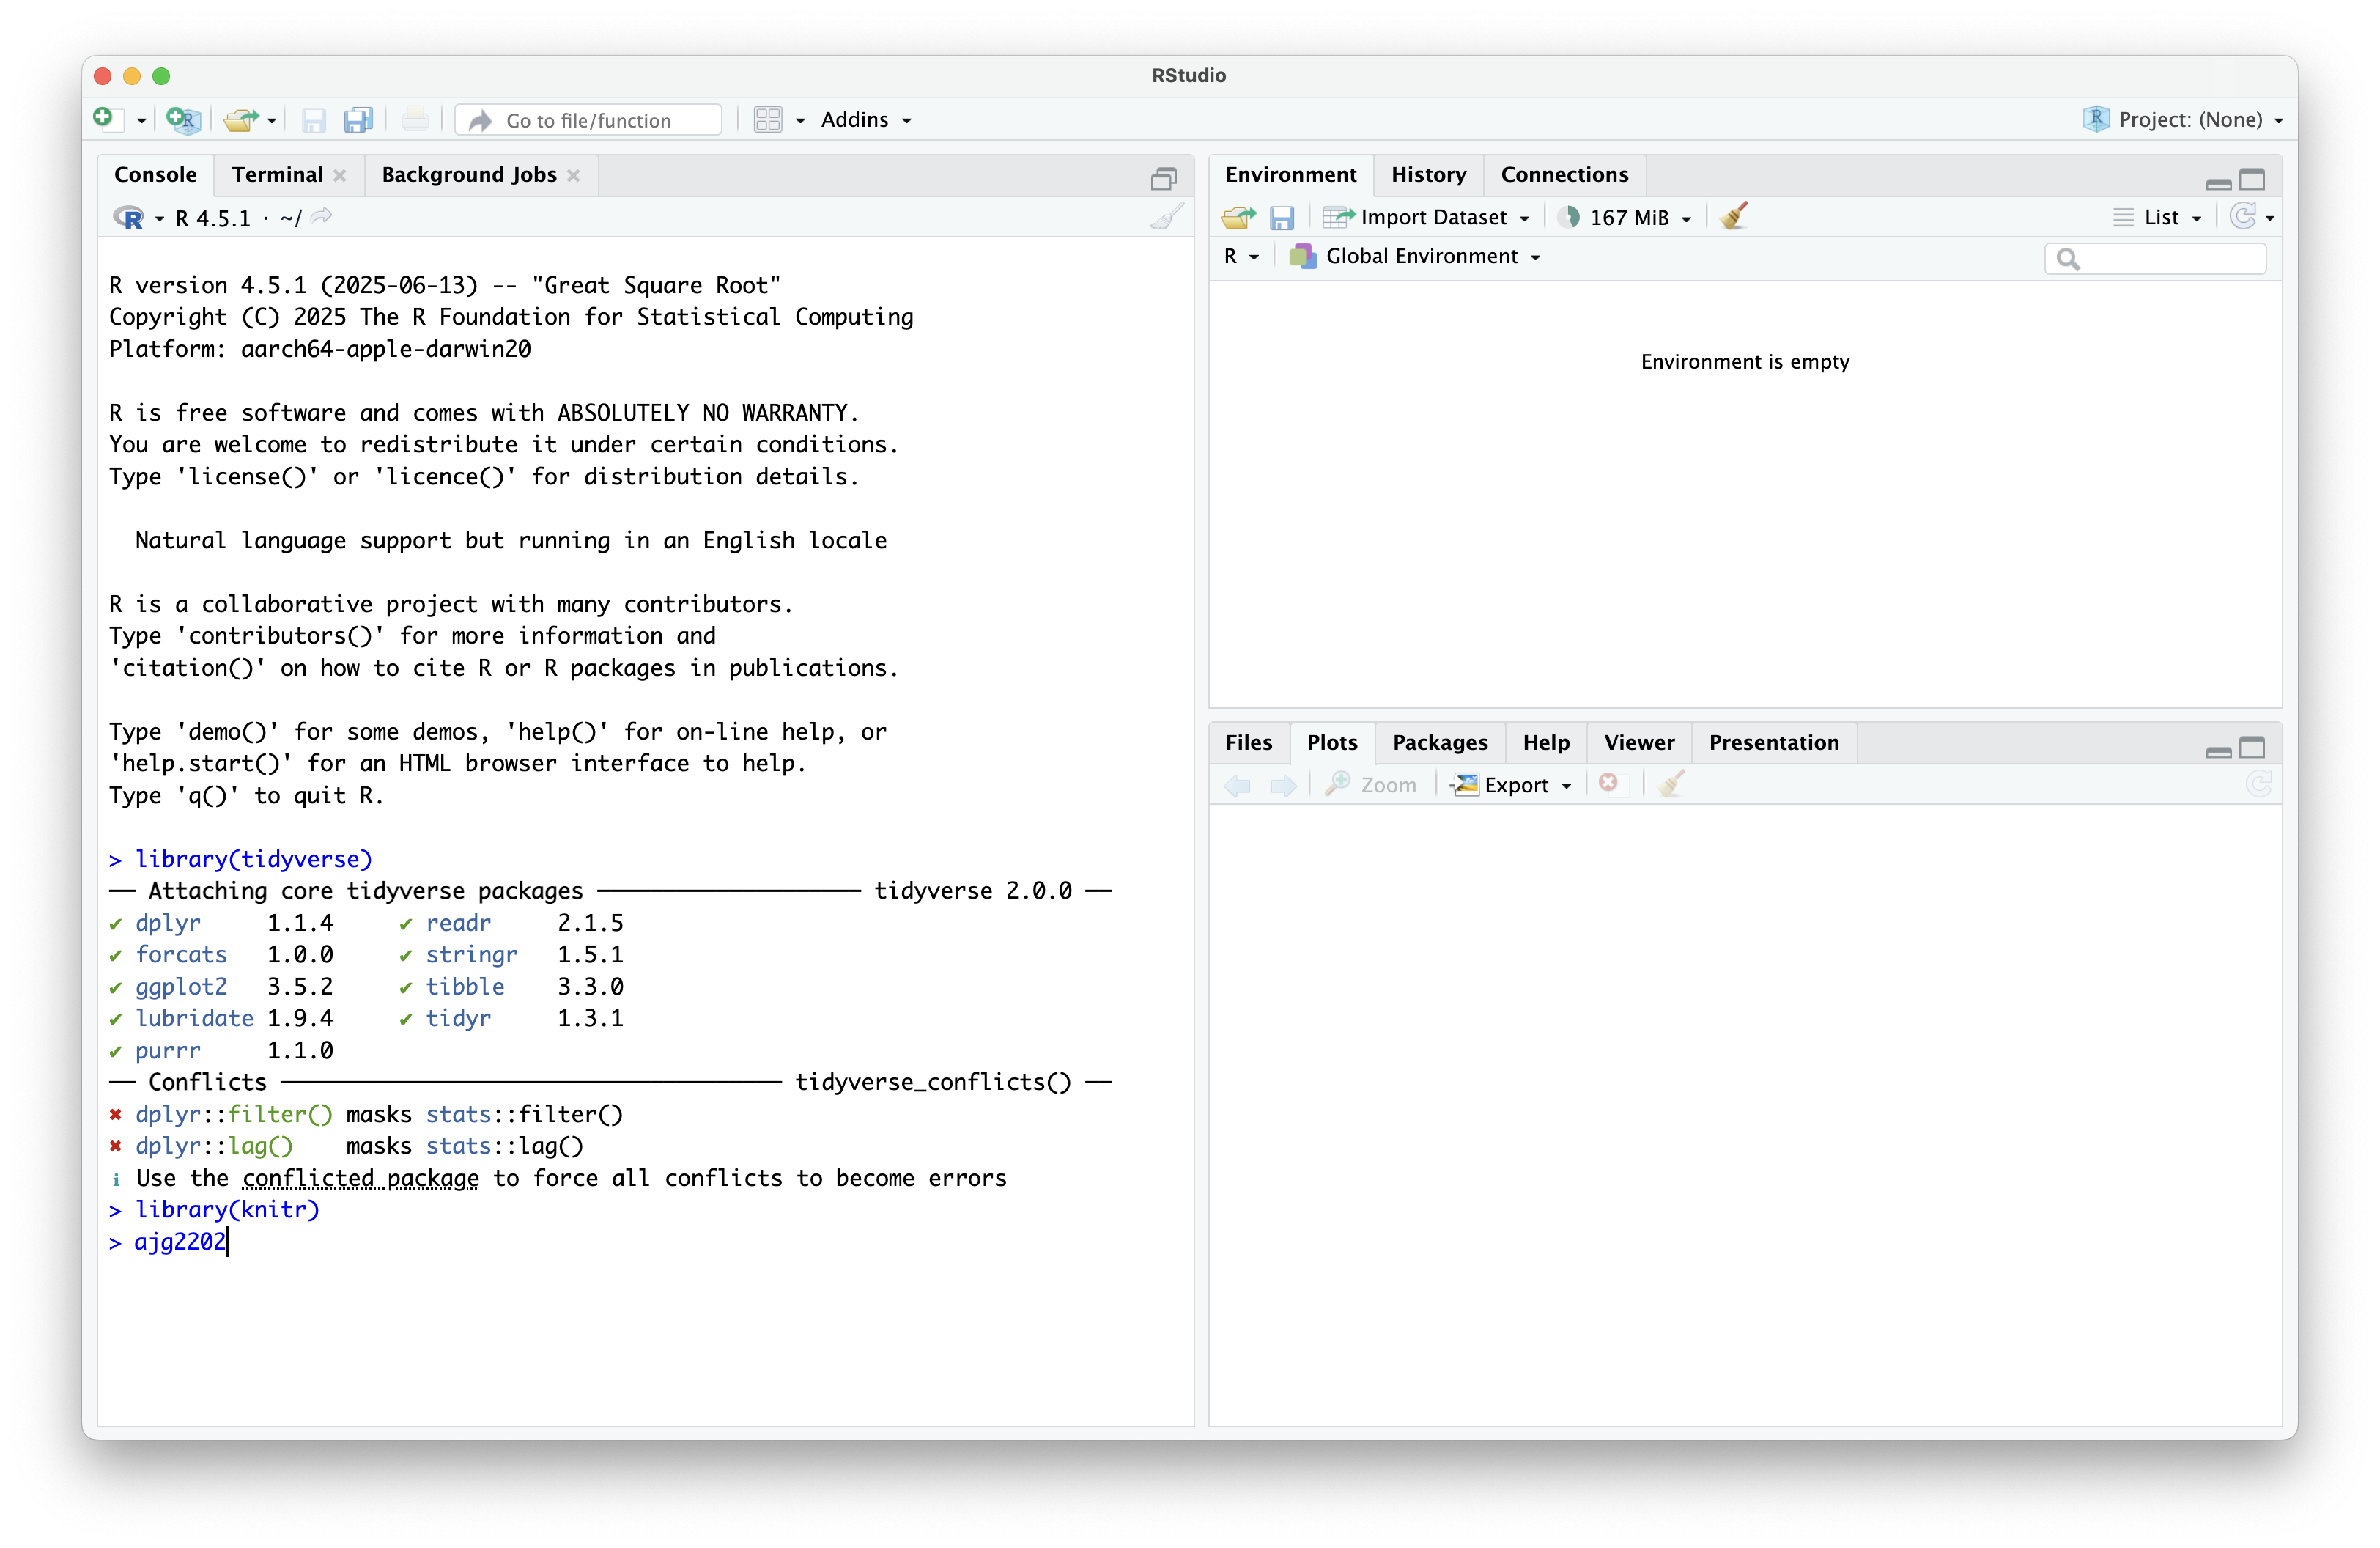 RStudio
Go to file/function
Addins
Project: (None)
Console
Terminal
Background Jobs
R 4.5.1 · ~/
R version 4.5.1 (2025-06-13) -- "Great Square Root"
Copyright (C) 2025 The R Foundation for Statistical Computing
Platform: aarch64-apple-darwin20
R is free software and comes with ABSOLUTELY NO WARRANTY.
You are welcome to redistribute it under certain conditions.
Type 'license()' or 'licence()' for distribution details.
Natural language support but running in an English locale
R is a collaborative project with many contributors.
Type 'contributors()' for more information and
'citation()' on how to cite R or R packages in publications.
Type 'demo()' for some demos, 'help()' for on-line help, or
'help.start()' for an HTML browser interface to help.
Type 'q()' to quit R.
> library(tidyverse)
── Attaching core tidyverse packages ──────────────────── tidyverse 2.0.0 ──
✔ dplyr     1.1.4     ✔ readr     2.1.5
✔ forcats   1.0.0     ✔ stringr   1.5.1
✔ ggplot2   3.5.2     ✔ tibble    3.3.0
✔ lubridate 1.9.4     ✔ tidyr     1.3.1
✔ purrr     1.1.0
── Conflicts ────────────────────────────────────── tidyverse_conflicts() ──
✖ dplyr::filter() masks stats::filter()
✖ dplyr::lag()    masks stats::lag()
ℹ Use the conflicted package to force all conflicts to become errors
> library(knitr)
> ajg2202
Environment
History
Connections
Import Dataset
167 MiB
List
R
Global Environment
Environment is empty
Files
Plots
Packages
Help
Viewer
Presentation
Zoom
Export